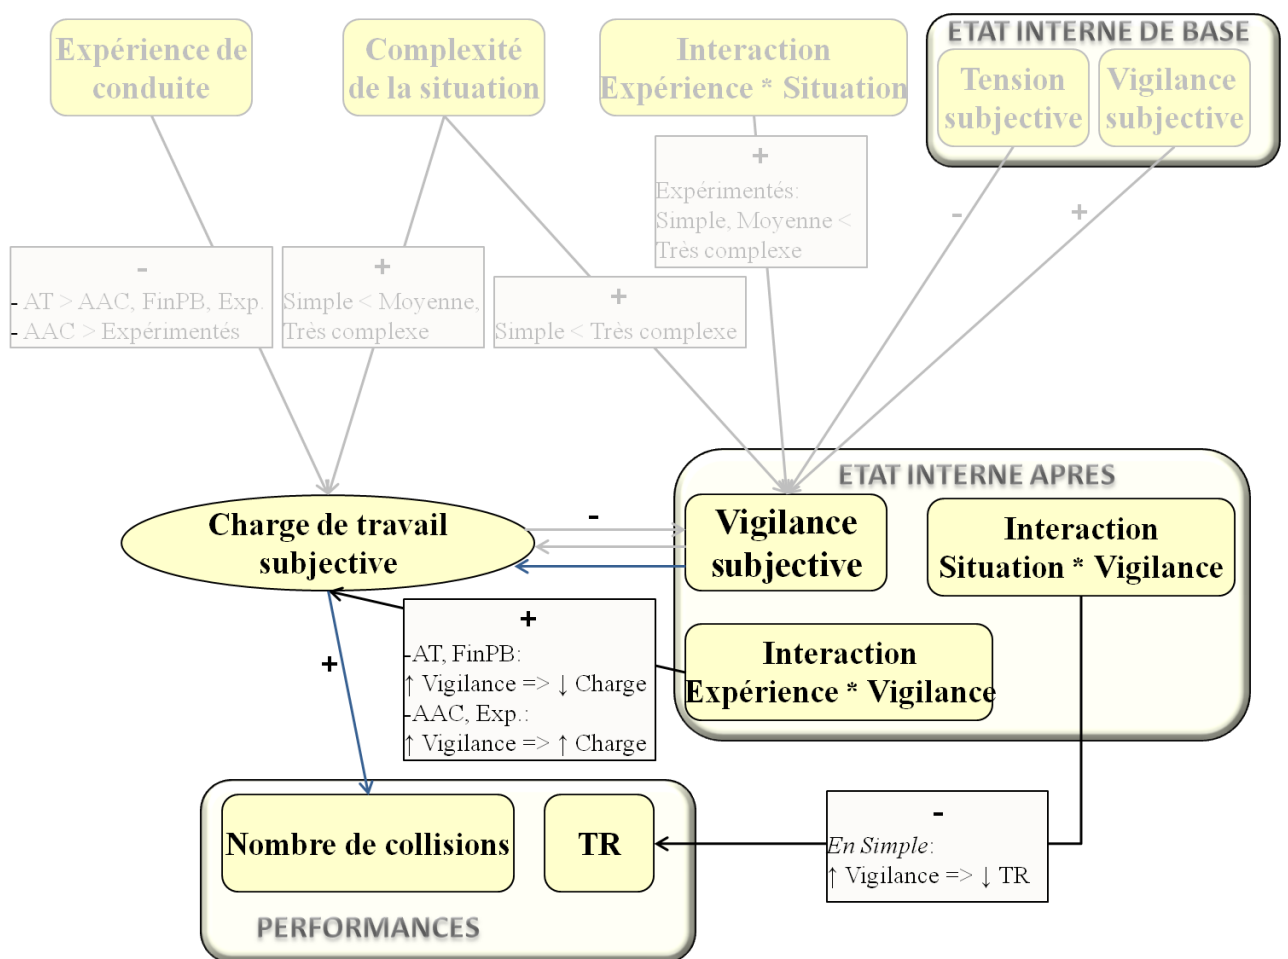 Expérience de
conduite
Complexité
de la situation
Interaction
Expérience * Situation
ETAT INTERNE DE BASE
Tension
subjective
Vigilance
subjective
+
Expérimentés:
Simple, Moyenne <
Très complexe
-
+
-
- AT > AAC, FinPB, Exp.
- AAC > Expérimentés
+
Simple < Moyenne,
Très complexe
+
Simple < Très complexe
ETAT INTERNE APRES
Charge de travail
subjective
-
Vigilance
subjective
Interaction
Situation * Vigilance
+
-AT, FinPB:
↑ Vigilance => ↓ Charge
-AAC, Exp.:
↑ Vigilance => ↑ Charge
Interaction
Expérience * Vigilance
+
Nombre de collisions
TR
-
En Simple:
↑ Vigilance => ↓ TR
PERFORMANCES